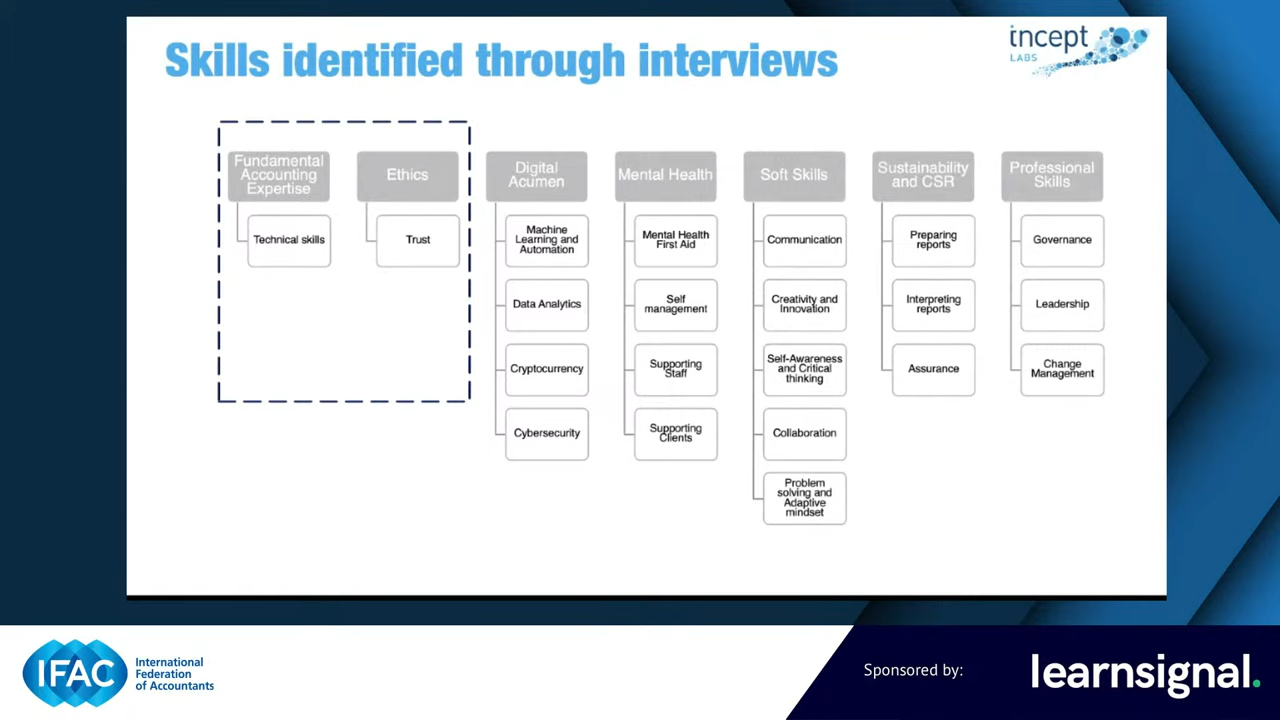 Skills identified through interviews
incept
LABS
Fundamental
Accounting
Expertise
Technical skills
Ethics
Trust
Digital
Acumen
Machine
Learning and
Automation
Data Analytics
Cryptocurrency
Cybersecurity
Mental Health
Mental Health
First Aid
Self
management
Supporting
Staff
Supporting
Clients
Soft Skills
Communication
Creativity and
Innovation
Self-Awareness
and Critical
thinking
Collaboration
Problem
solving and
Adaptive
mindset
Sustainability
and CSR
Preparing
reports
Interpreting
reports
Assurance
Professional
Skills
Governance
Leadership
Change
Management
IFAC
International
Federation
of Accountants
Sponsored by:
learnsignal.